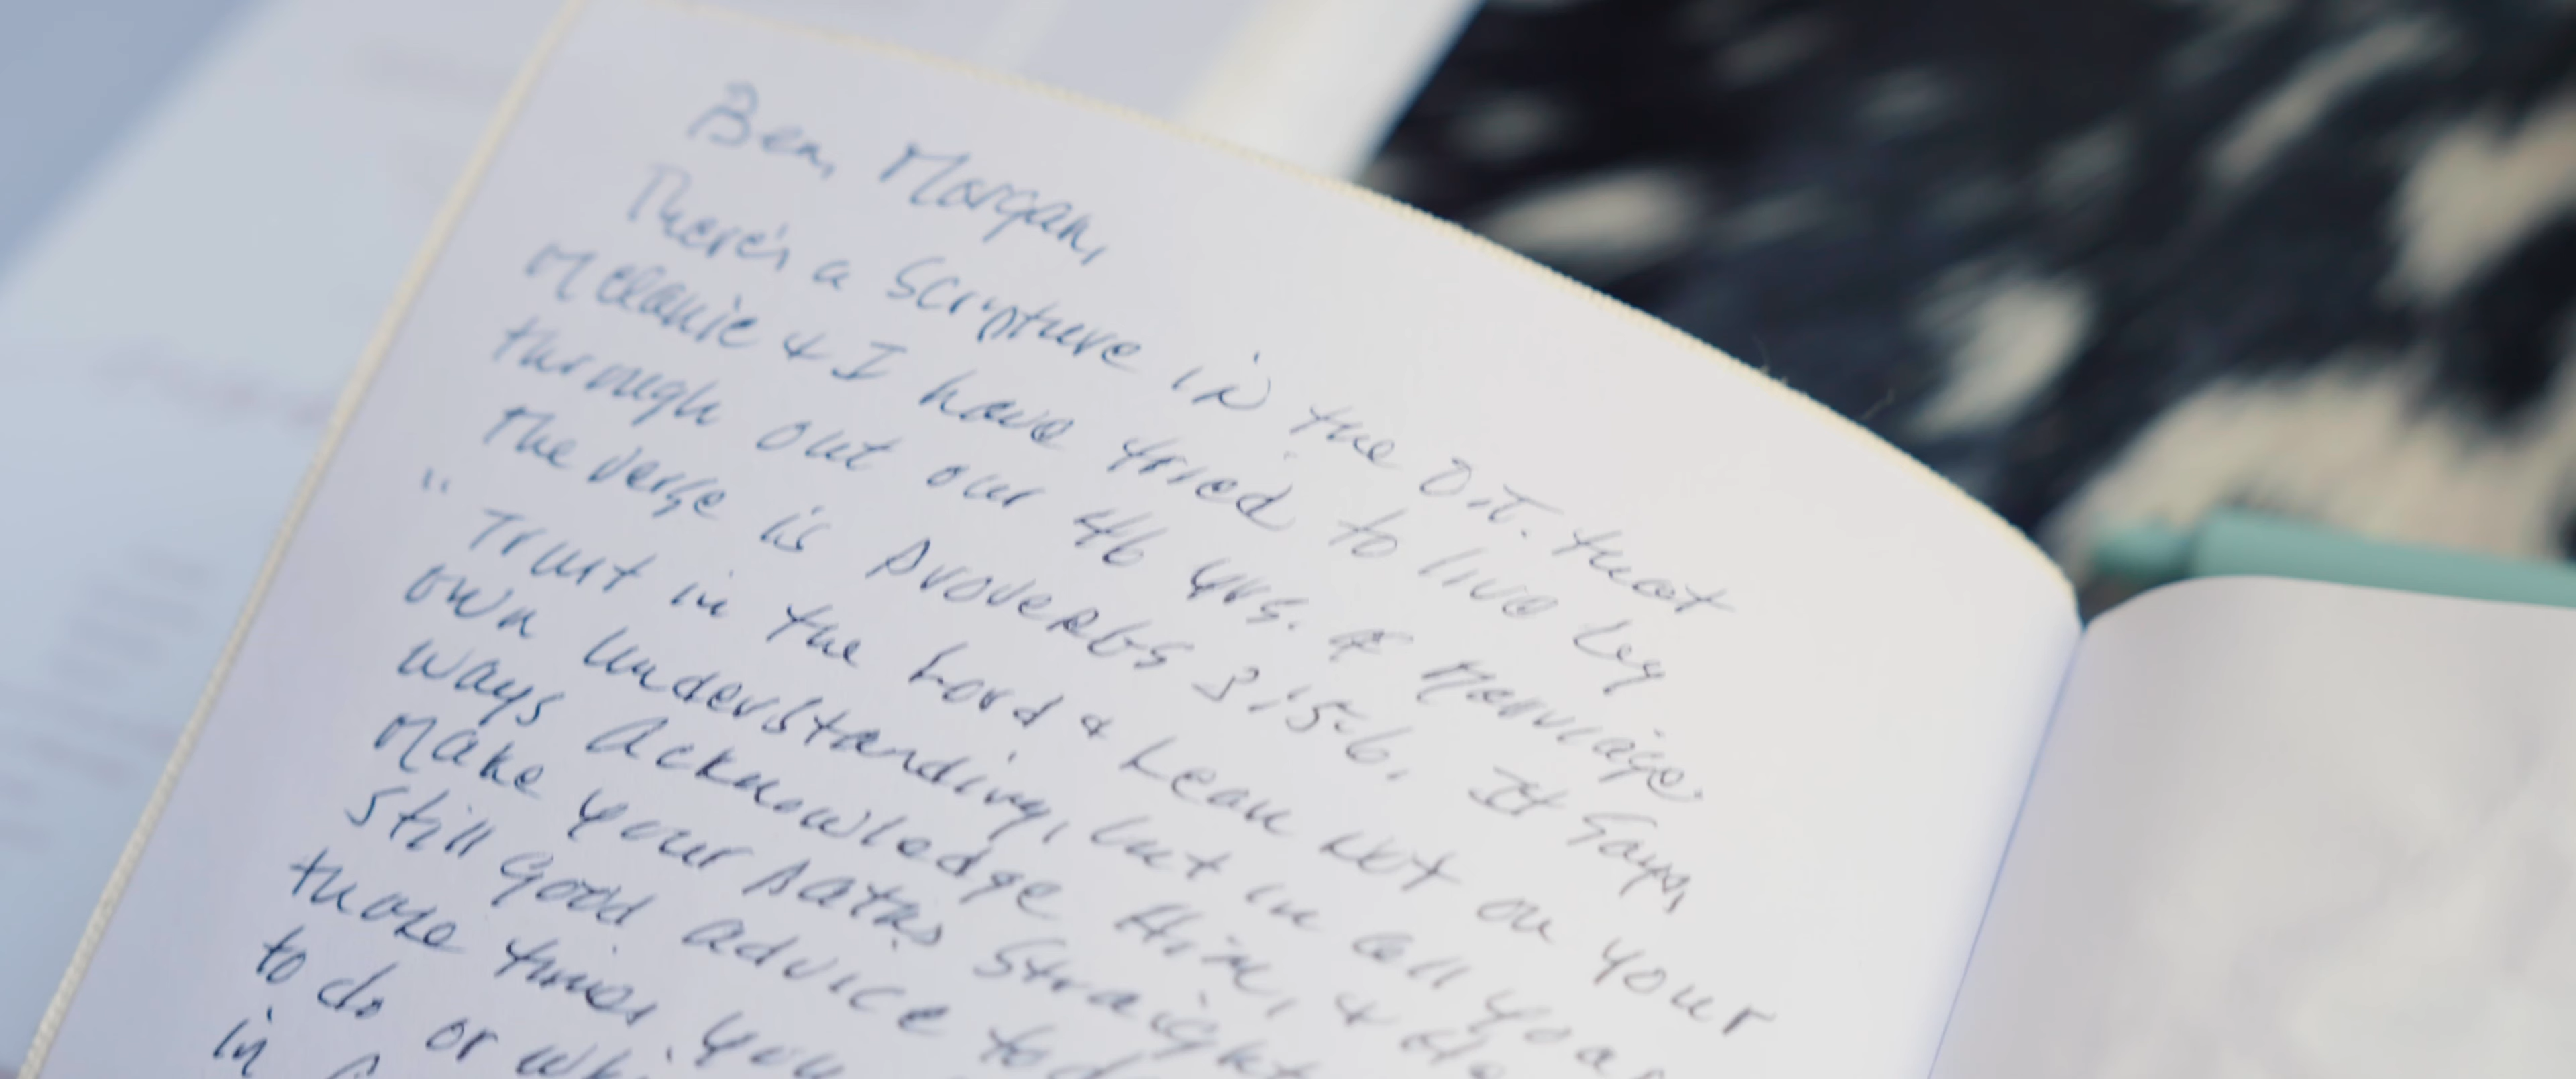 Ben, Morgan,
There's a Scripture in the O.T. that
Melanie & I have tried to live by
through out our 46 yrs. of Marriage.
The verse is Proverbs 3:5-6. It says,
"Trust in the Lord & Lean not on your
own understanding, but in all your
ways Acknowledge Him, & He
Make your paths Straight
Still good advice
those times you
to do or
in